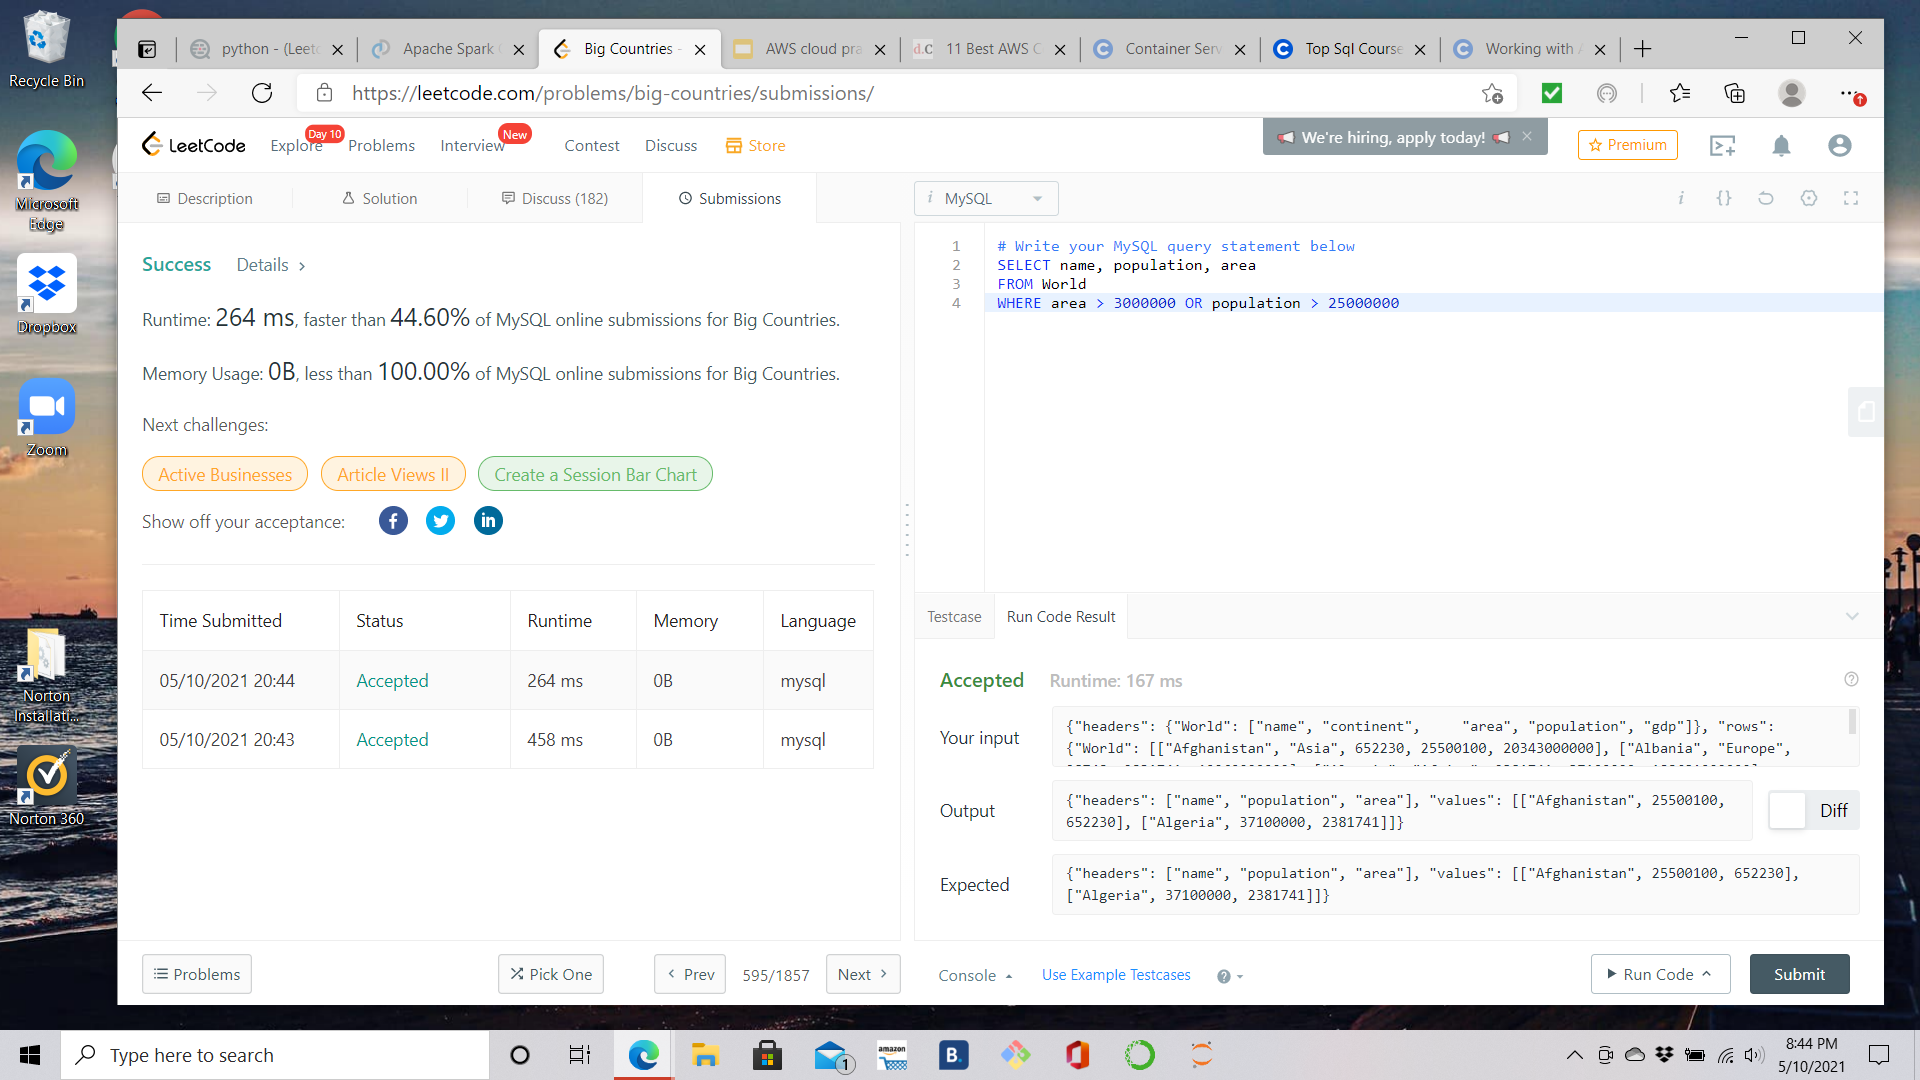 Recycle Bin
Microsoft
Edge
Dropbox
Zoom
Norton
Installati...
Norton 360
python - (Leet
Apache Spark
Big Countries -
AWS cloud pra
d.C
11 Best AWS C
Container Serv
Top Sql Course
Working with A
https://leetcode.com/problems/big-countries/submissions/
LeetCode
Explore
Day 10
Problems
Interview
New
Contest
Discuss
Store
We're hiring, apply today!
Premium
Description
Solution
Discuss (182)
Submissions
Success
Details
Runtime: 264 ms, faster than 44.60% of MySQL online submissions for Big Countries.
Memory Usage: 0B, less than 100.00% of MySQL online submissions for Big Countries.
Next challenges:
Active Businesses
Article Views II
Create a Session Bar Chart
Show off your acceptance:
Time Submitted Status Runtime Memory Language
05/10/2021 20:44 Accepted 264 ms 0B mysql
05/10/2021 20:43 Accepted 458 ms 0B mysql
Problems
Pick One
Prev
595/1857
Next
i MySQL
i {}
1 # Write your MySQL query statement below
2 SELECT name, population, area
3 FROM World
4 WHERE area > 3000000 OR population > 25000000
Testcase
Run Code Result
Accepted
Runtime: 167 ms
Your input
{"headers": {"World": ["name", "continent",     "area", "population", "gdp"]}, "rows":
{"World": [["Afghanistan", "Asia", 652230, 25500100, 20343000000], ["Albania", "Europe",
Output
{"headers": ["name", "population", "area"], "values": [["Afghanistan", 25500100,
652230], ["Algeria", 37100000, 2381741]]}
Diff
Expected
{"headers": ["name", "population", "area"], "values": [["Afghanistan", 25500100, 652230],
["Algeria", 37100000, 2381741]]}
Console
Use Example Testcases
Run Code
Submit
Type here to search
1
amazon
B.
8:44 PM
5/10/2021